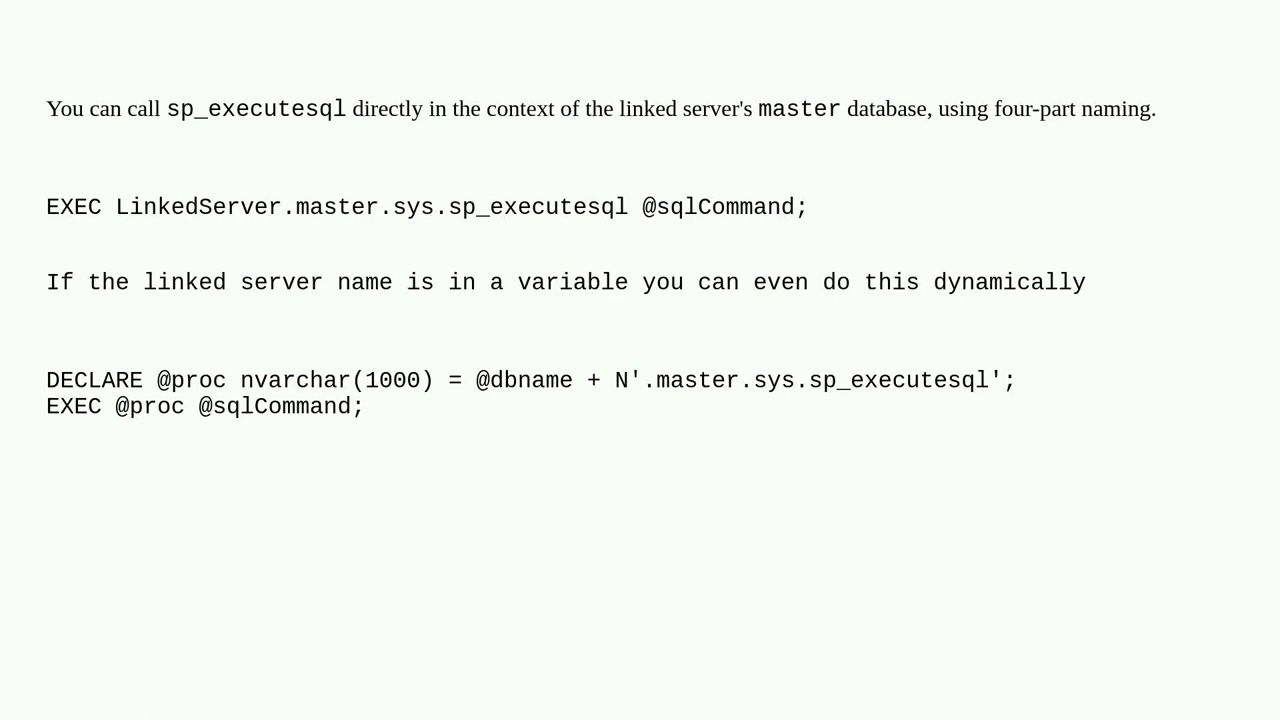 You can call sp_executesql directly in the context of the linked server's master database, using four-part naming.
EXEC LinkedServer.master.sys.sp_executesql @sqlCommand;
If the linked server name is in a variable you can even do this dynamically
DECLARE @proc nvarchar(1000) = @dbname + N'.master.sys.sp_executesql';
EXEC @proc @sqlCommand;